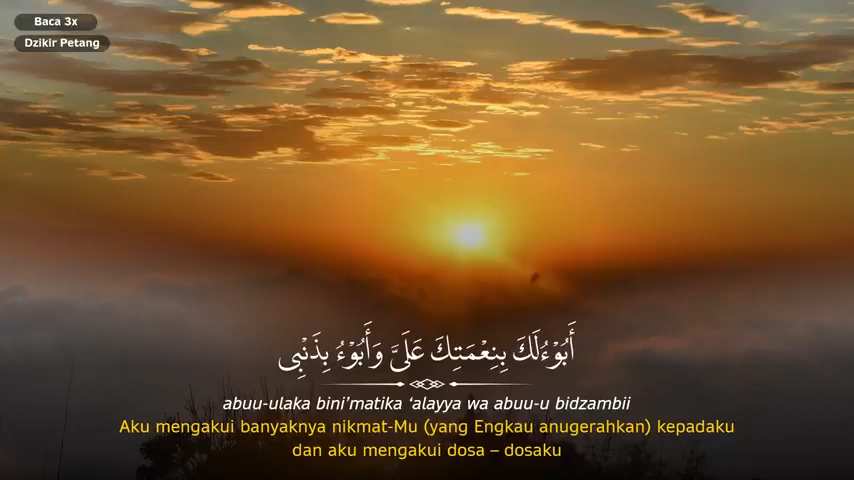 Baca 3x
Dzikir Petang
أَبُوْءُلَكَ بِنِعْمَتِكَ عَلَيَّ وَأَبُوْءُ بِذَنْبِى
abuu-ulaka bini’matika ‘alayya wa abuu-u bidzambii
Aku mengakui banyaknya nikmat-Mu (yang Engkau anugerahkan) kepadaku
dan aku mengakui dosa – dosaku